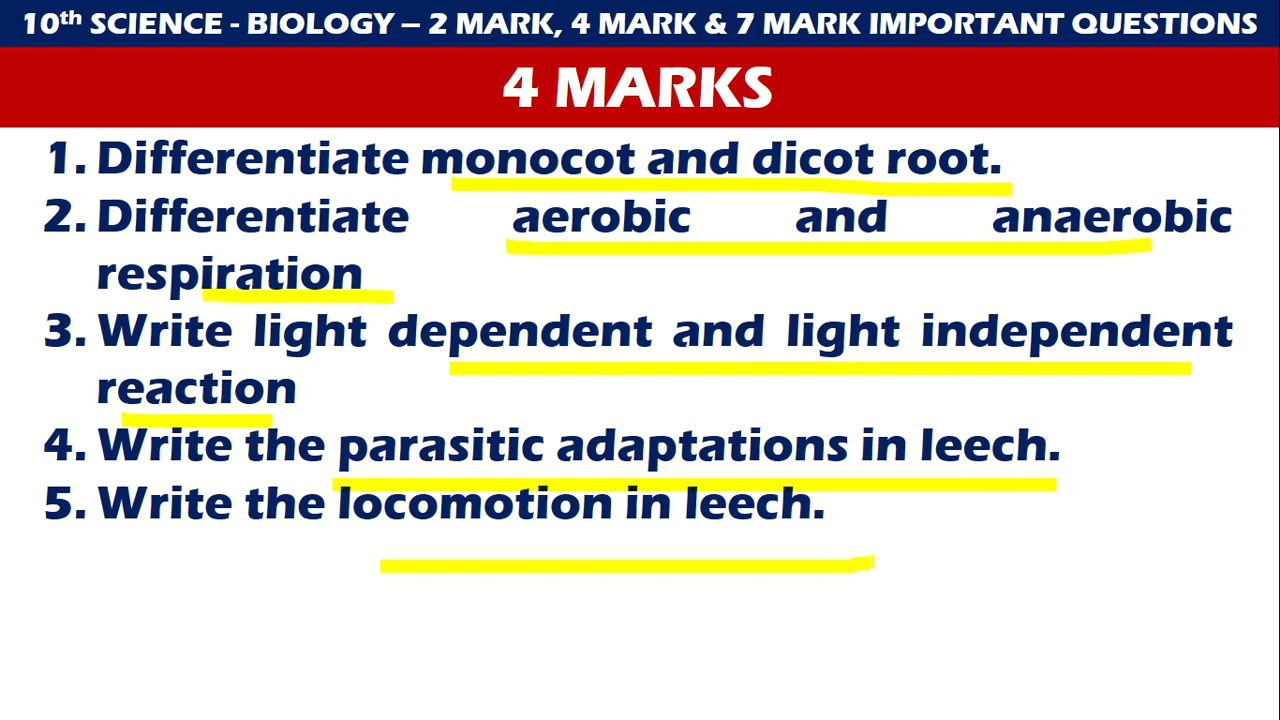 10th SCIENCE - BIOLOGY – 2 MARK, 4 MARK & 7 MARK IMPORTANT QUESTIONS
4 MARKS
1. Differentiate monocot and dicot root.
2. Differentiate aerobic and anaerobic
respiration
3. Write light dependent and light independent
reaction
4. Write the parasitic adaptations in leech.
5. Write the locomotion in leech.